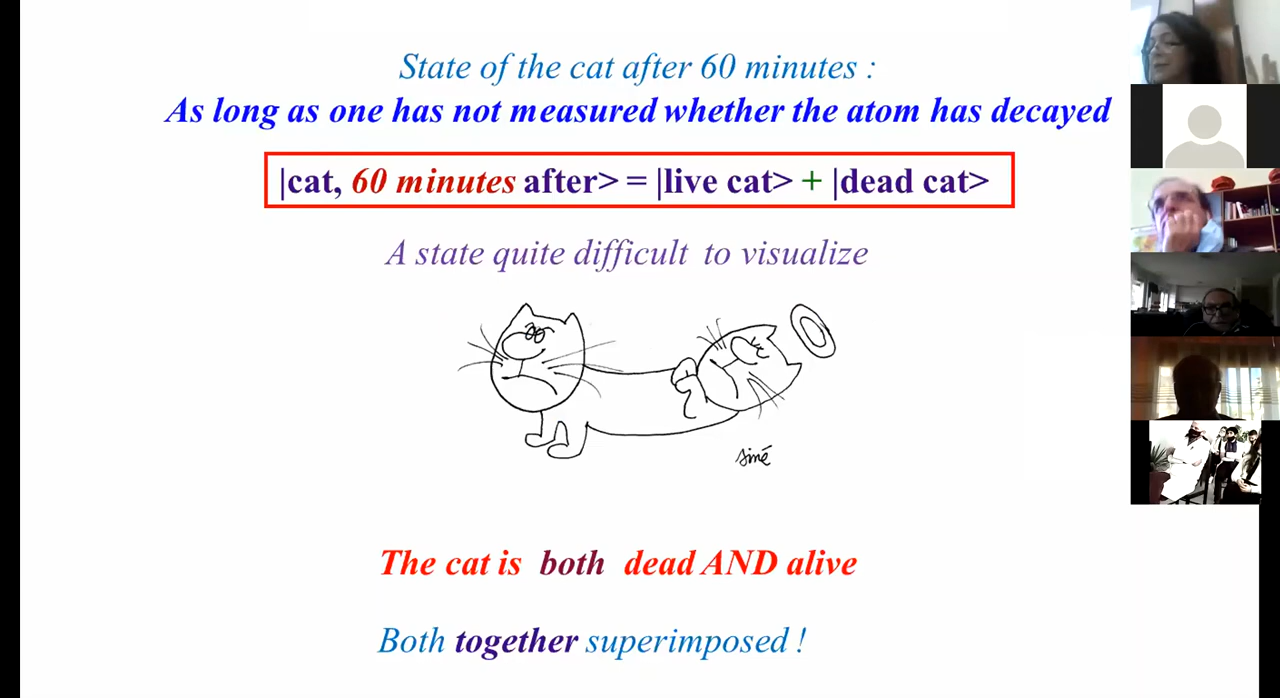 State of the cat after 60 minutes :
As long as one has not measured whether the atom has decayed
|cat, 60 minutes after> = |live cat> + |dead cat>
A state quite difficult to visualize
siné
The cat is both dead AND alive
Both together superimposed !